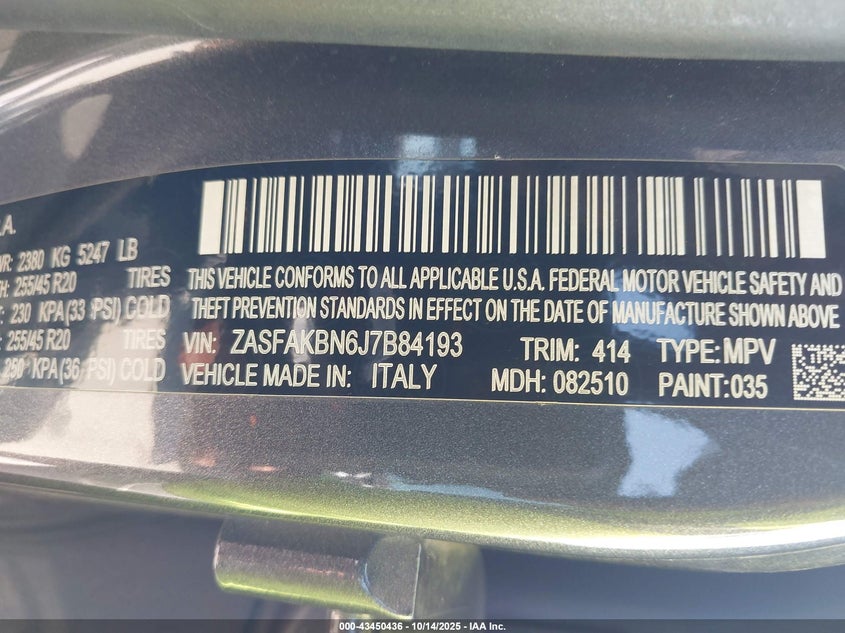 .A.
WR: 2380 KG 5247 LB
255/45 R20 TIRES
230 KPA(33 PSI) COLD
255/45 R20 TIRES
250 KPA(36 PSI) COLD
THIS VEHICLE CONFORMS TO ALL APPLICABLE U.S.A. FEDERAL MOTOR VEHICLE SAFETY AND
THEFT PREVENTION STANDARDS IN EFFECT ON THE DATE OF MANUFACTURE SHOWN ABOVE
VIN: ZASFAKBN6J7B84193 TRIM: 414 TYPE: MPV
VEHICLE MADE IN: ITALY MDH: 082510 PAINT: 035
000-43450436 - 10/14/2025 - IAA Inc.